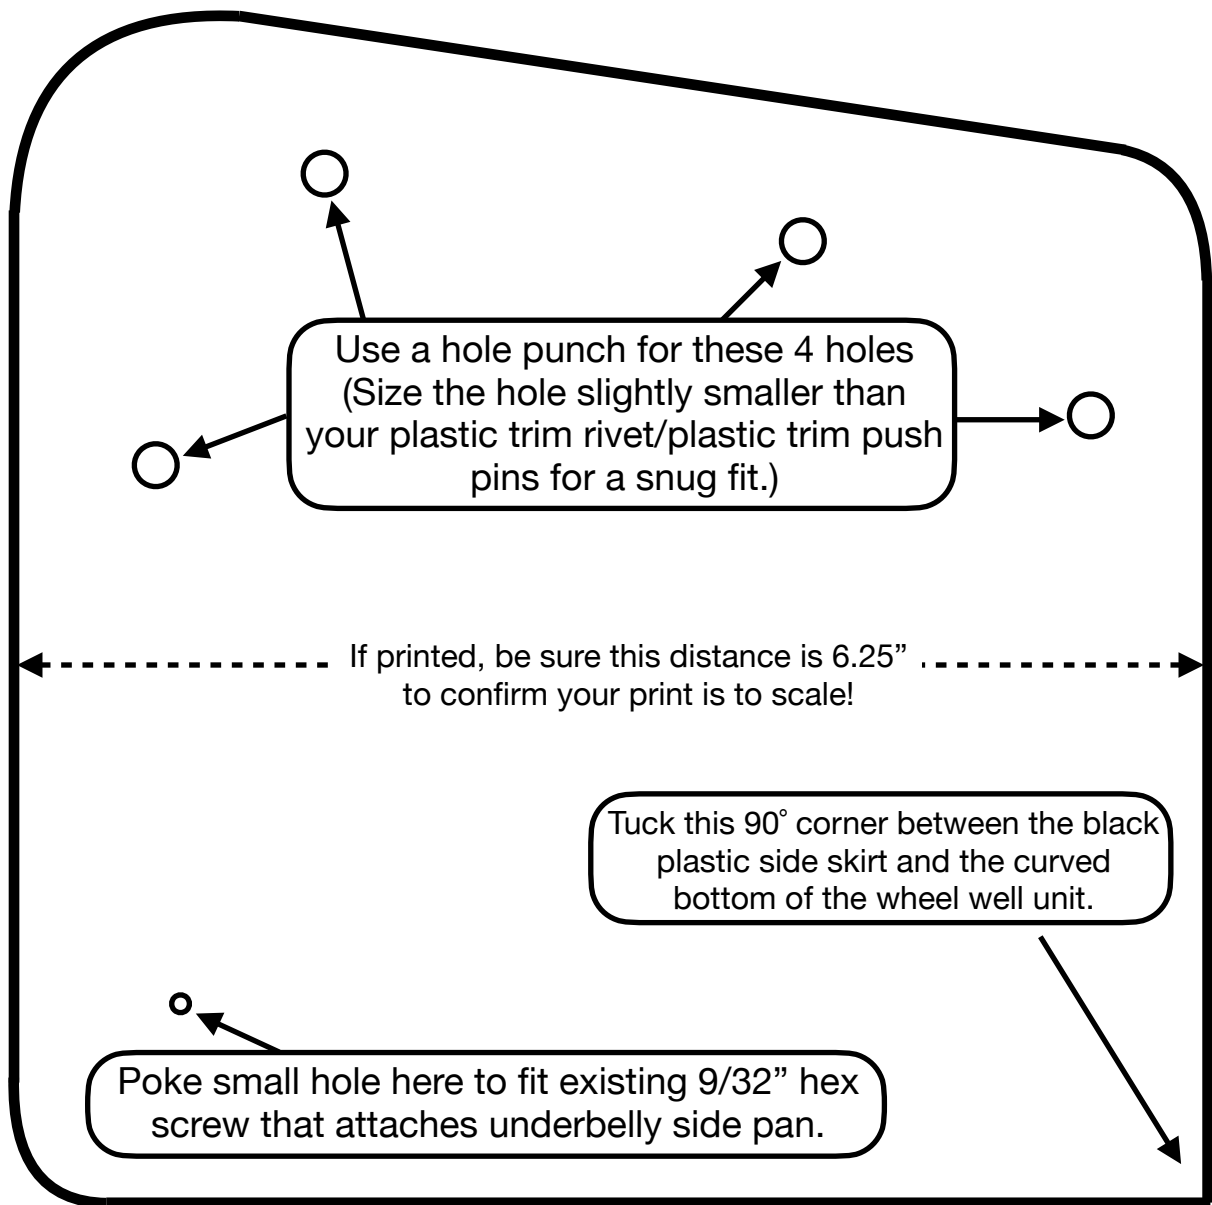 Use a hole punch for these 4 holes
(Size the hole slightly smaller than
your plastic trim rivet/plastic trim push
pins for a snug fit.)
If printed, be sure this distance is 6.25”
to confirm your print is to scale!
Tuck this 90° corner between the black
plastic side skirt and the curved
bottom of the wheel well unit.
Poke small hole here to fit existing 9/32” hex
screw that attaches underbelly side pan.